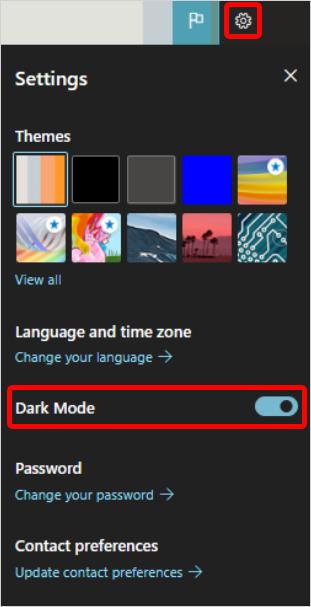 Settings
Themes
View all
Language and time zone
Change your language →
Dark Mode
Password
Change your password →
Contact preferences
Update contact preferences →